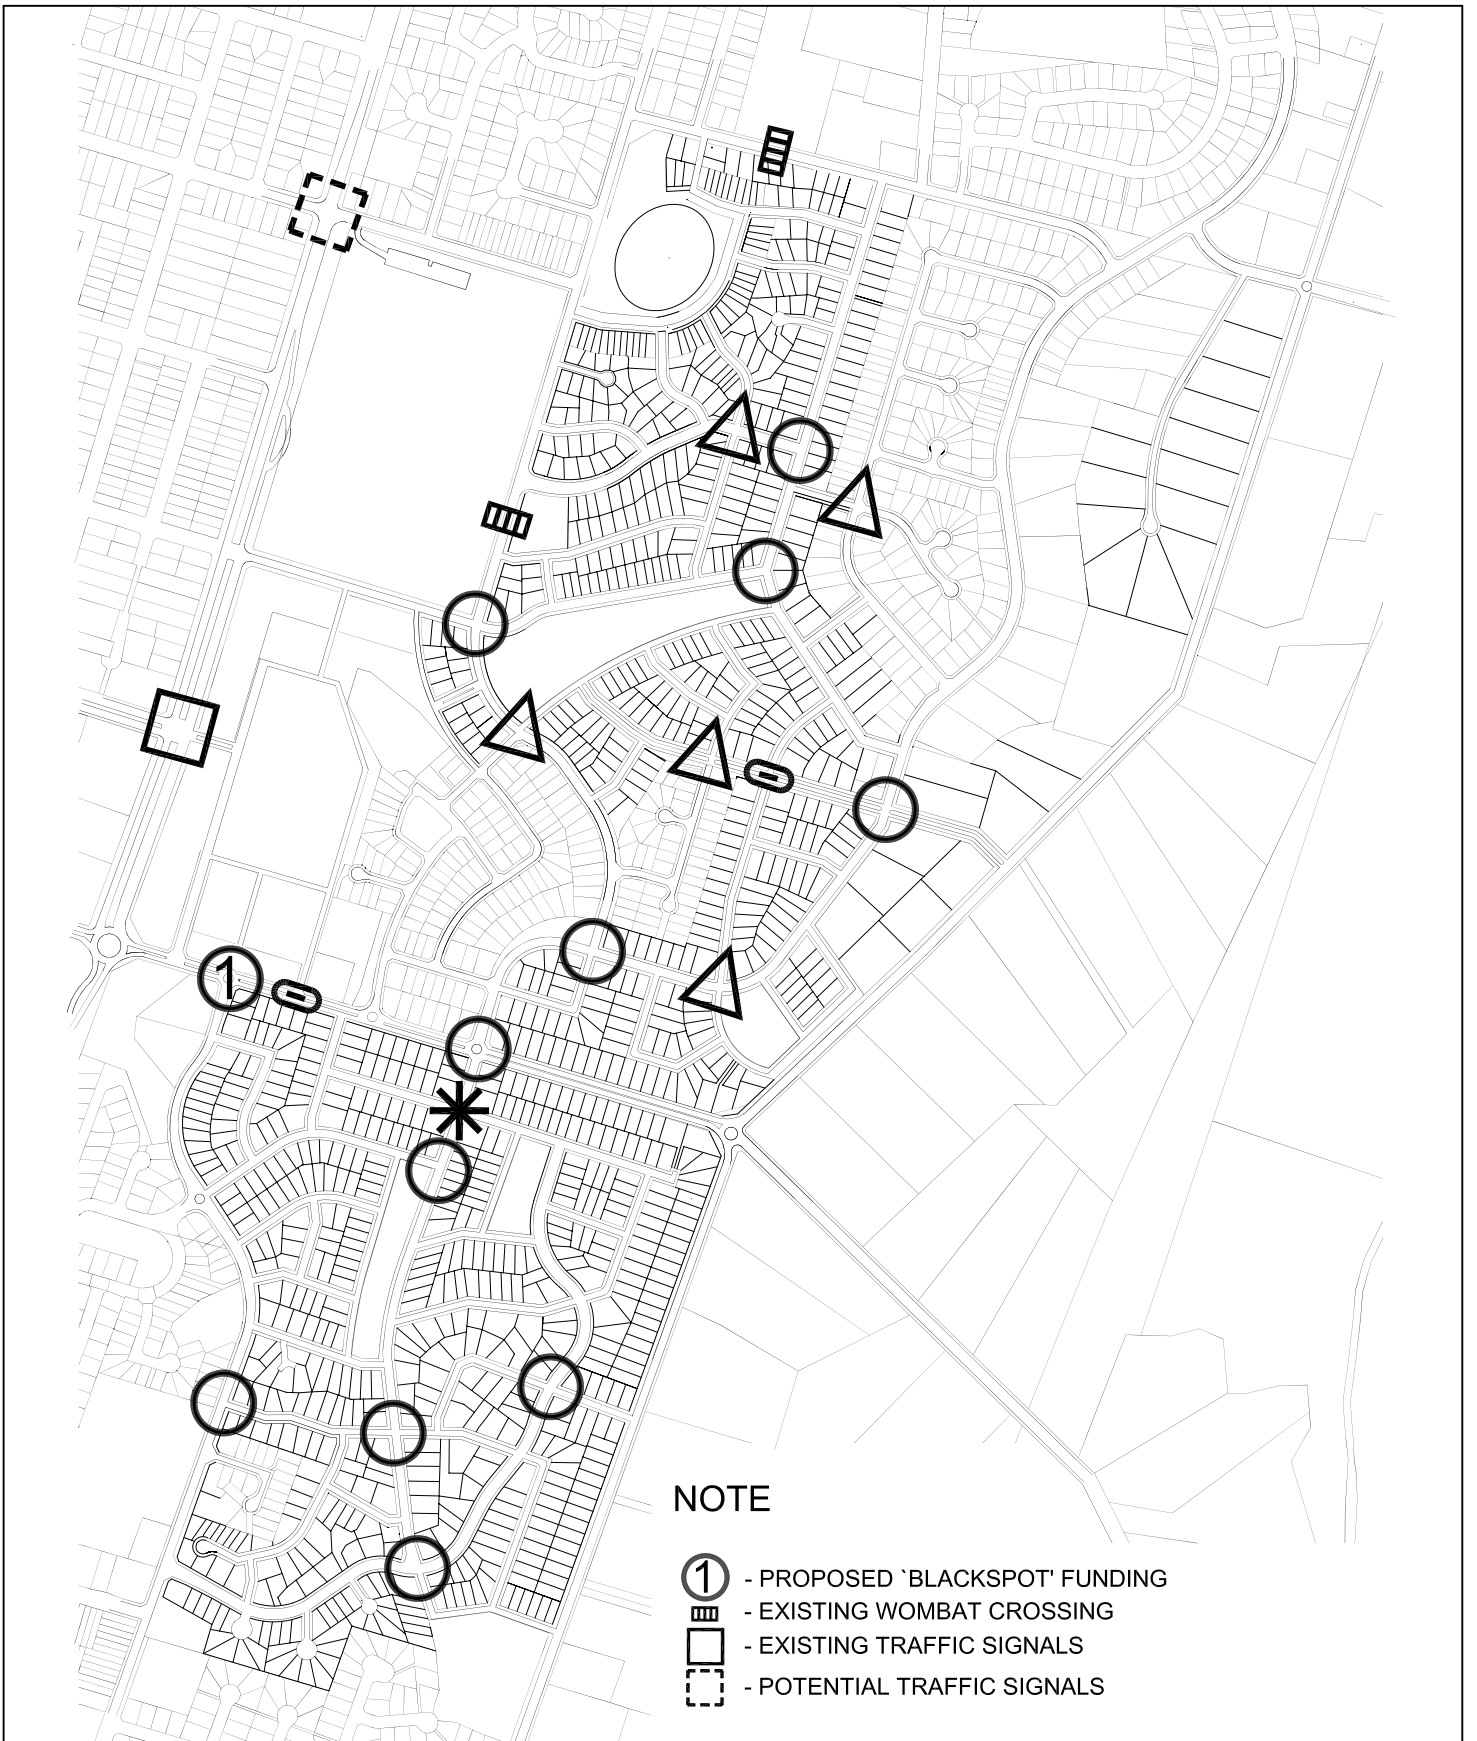 1
NOTE
1 - PROPOSED `BLACKSPOT' FUNDING
- EXISTING WOMBAT CROSSING
- EXISTING TRAFFIC SIGNALS
- POTENTIAL TRAFFIC SIGNALS